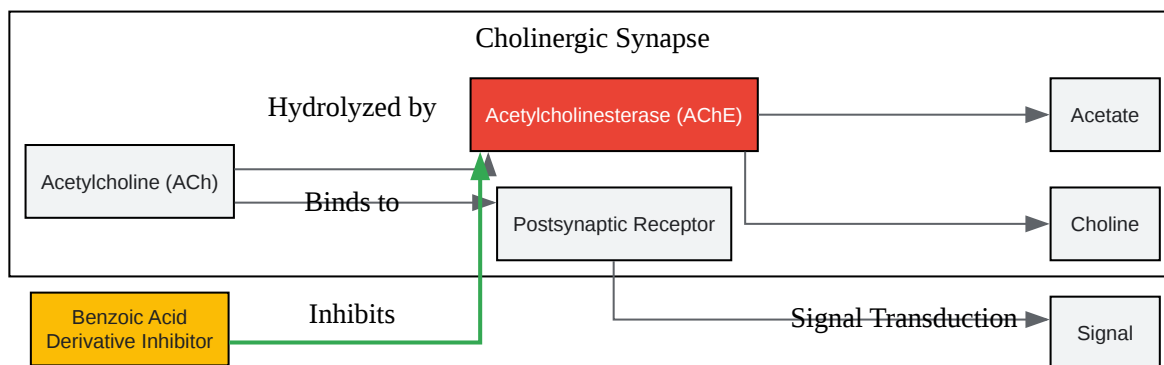 Cholinergic Synapse
Hydrolyzed by
Acetylcholinesterase (AChE)
Acetate
Acetylcholine (ACh)
Binds to
Postsynaptic Receptor
Choline
Benzoic Acid
Derivative Inhibitor
Inhibits
Signal Transduction
Signal